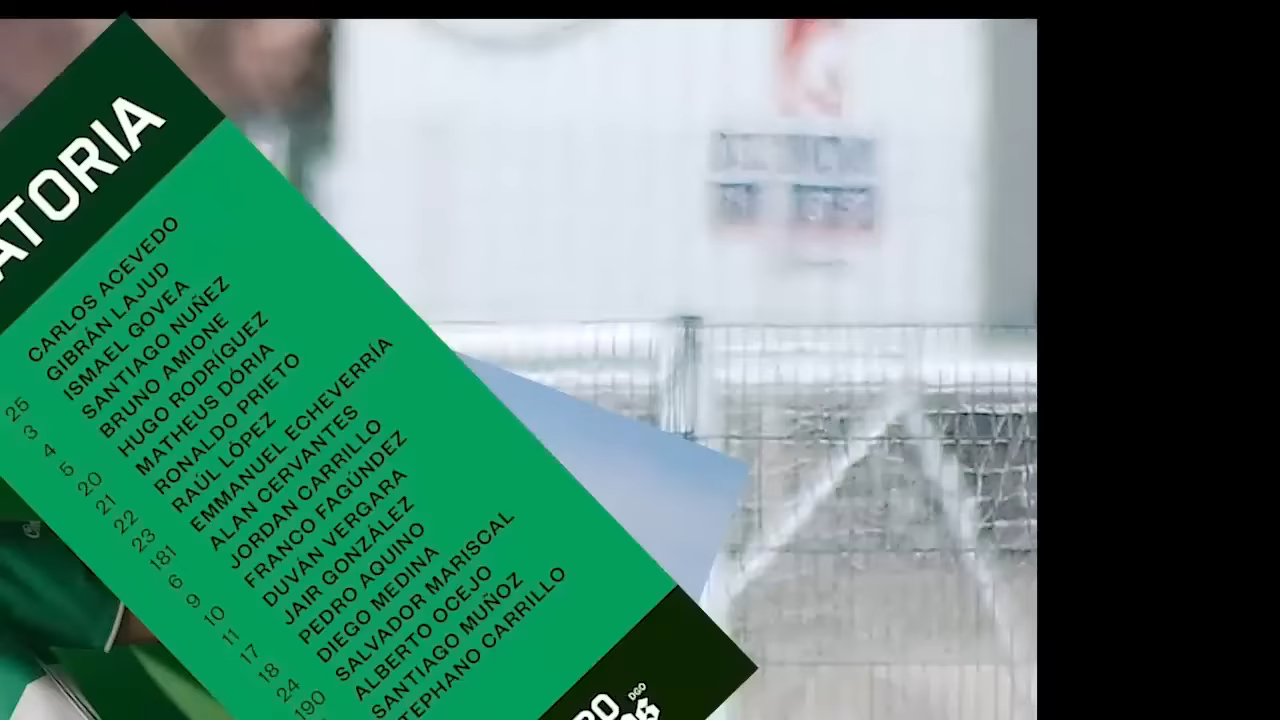 ATORIA
CARLOS ACEVEDO
25 GIBRÁN LAJUD
3 ISMAEL GOVEA
4 SANTIAGO NUÑEZ
5 BRUNO AMIONE
20 HUGO RODRÍGUEZ
21 MATHEUS DÓRIA
22 RONALDO PRIETO
23 RAÚL LÓPEZ
181 EMMANUEL ECHEVERRÍA
6 ALAN CERVANTES
9 JORDAN CARRILLO
10 FRANCO FAGÚNDEZ
11 DUVÁN VERGARA
17 JAIR GONZÁLEZ
18 PEDRO AQUINO
24 DIEGO MEDINA
190 SALVADOR MARISCAL
ALBERTO OCEJO
SANTIAGO MUÑOZ
TEPHANO CARRILLO
DGO